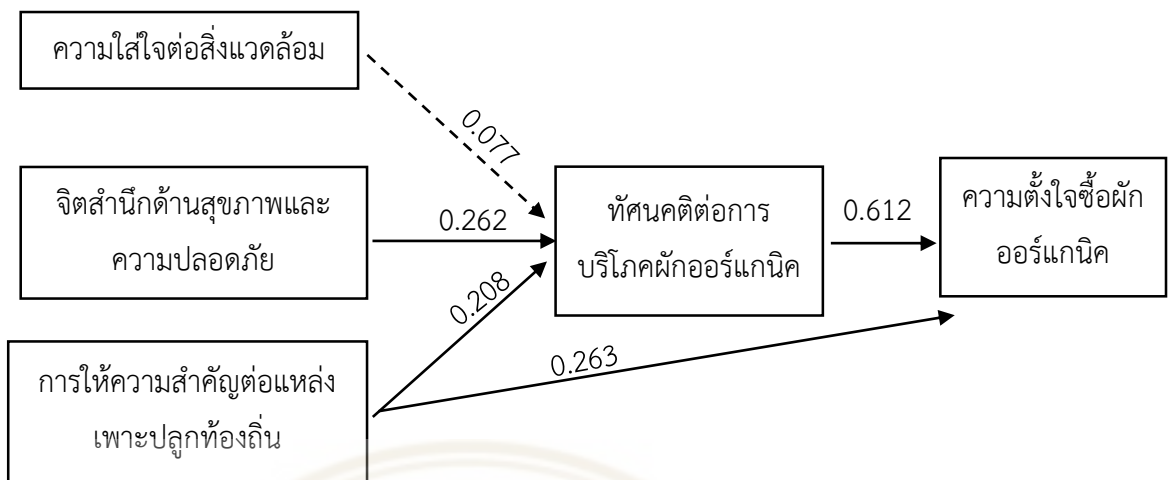 ความใส่ใจต่อสิ่งแวดล้อม
0.077
จิตสำนึกด้านสุขภาพและ
ความปลอดภัย
0.262
ทัศนคติต่อการ
บริโภคผักออร์แกนิค
0.612
ความตั้งใจซื้อผัก
ออร์แกนิค
0.208
0.263
การให้ความสำคัญต่อแหล่ง
เพาะปลูกท้องถิ่น